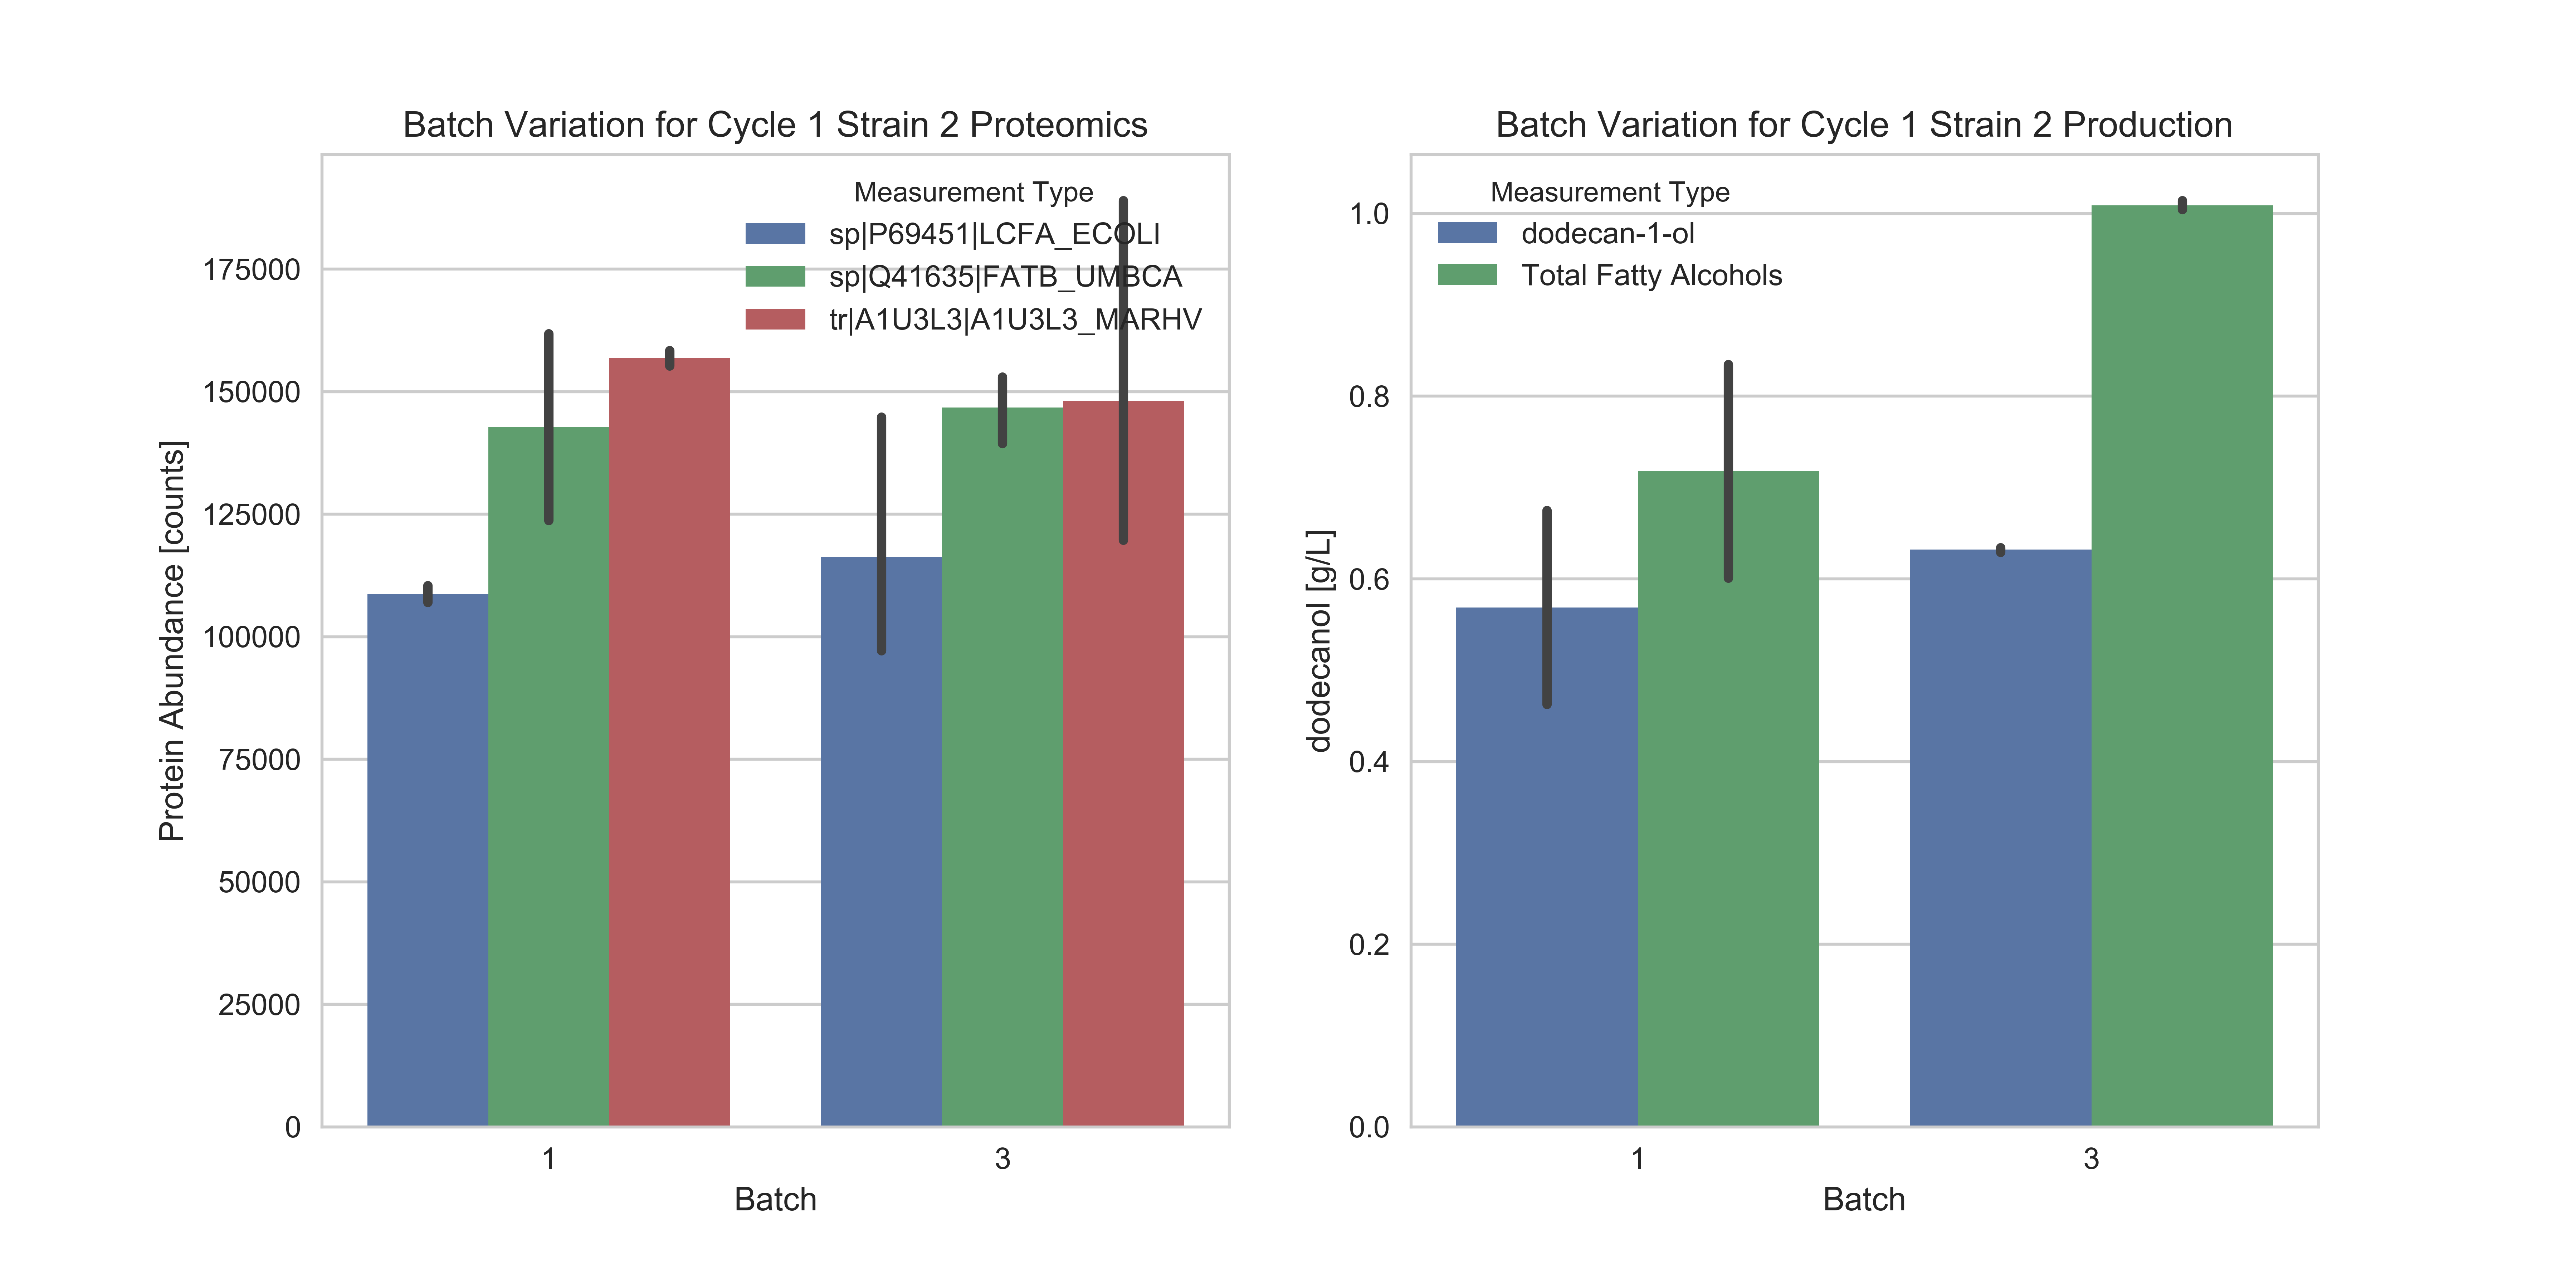 Batch Variation for Cycle 1 Strain 2 Proteomics
Measurement Type
sp|P69451|LCFA_ECOLI
sp|Q41635|FATB_UMBCA
tr|A1U3L3|A1U3L3_MARHV
175000
150000
125000
100000
75000
50000
25000
0
Protein Abundance [counts]
1
3
Batch
Batch Variation for Cycle 1 Strain 2 Production
Measurement Type
dodecan-1-ol
Total Fatty Alcohols
1.0
0.8
0.6
0.4
0.2
0.0
dodecanol [g/L]
1
3
Batch